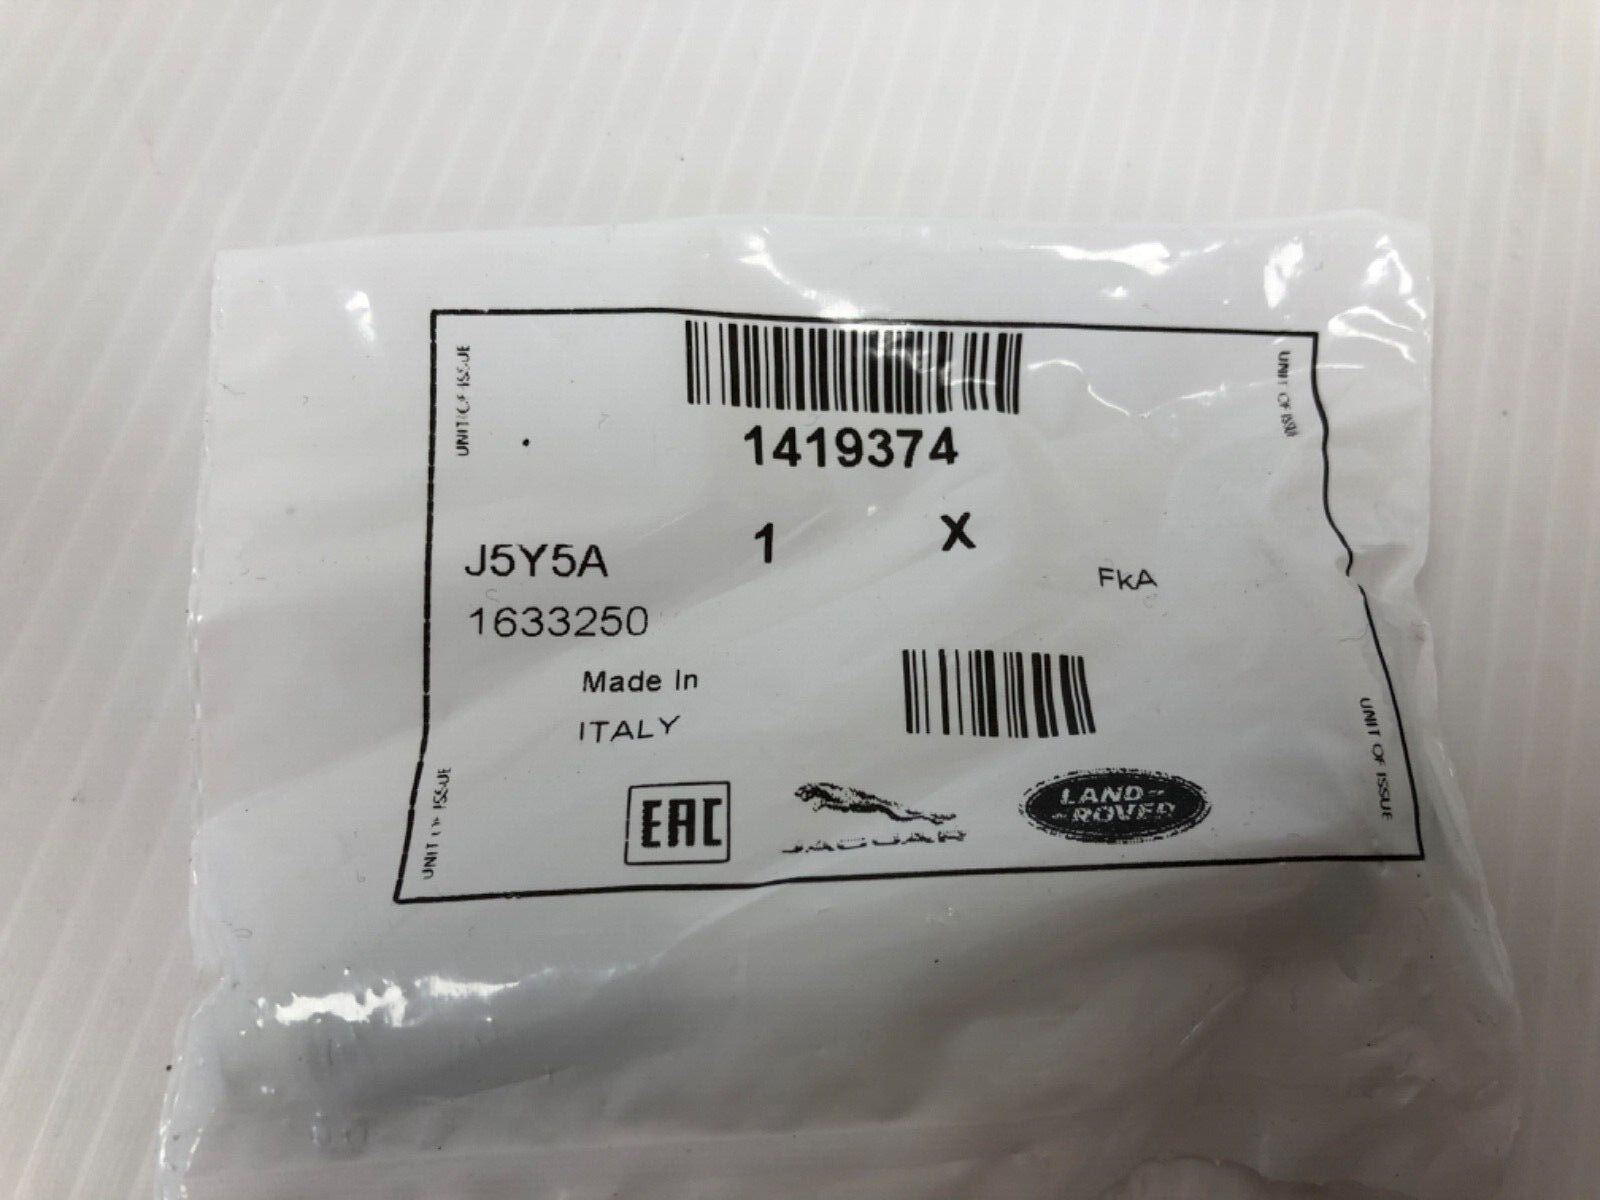 UNIT OF ISSUE
UNIT OF ISSUE
1419374
1 X
J5Y5A
FkA
1633250
Made In
ITALY
UNIT OF ISSUE
UNIT OF ISSUE
EAC
JAGUAR
LAND-
-ROVER